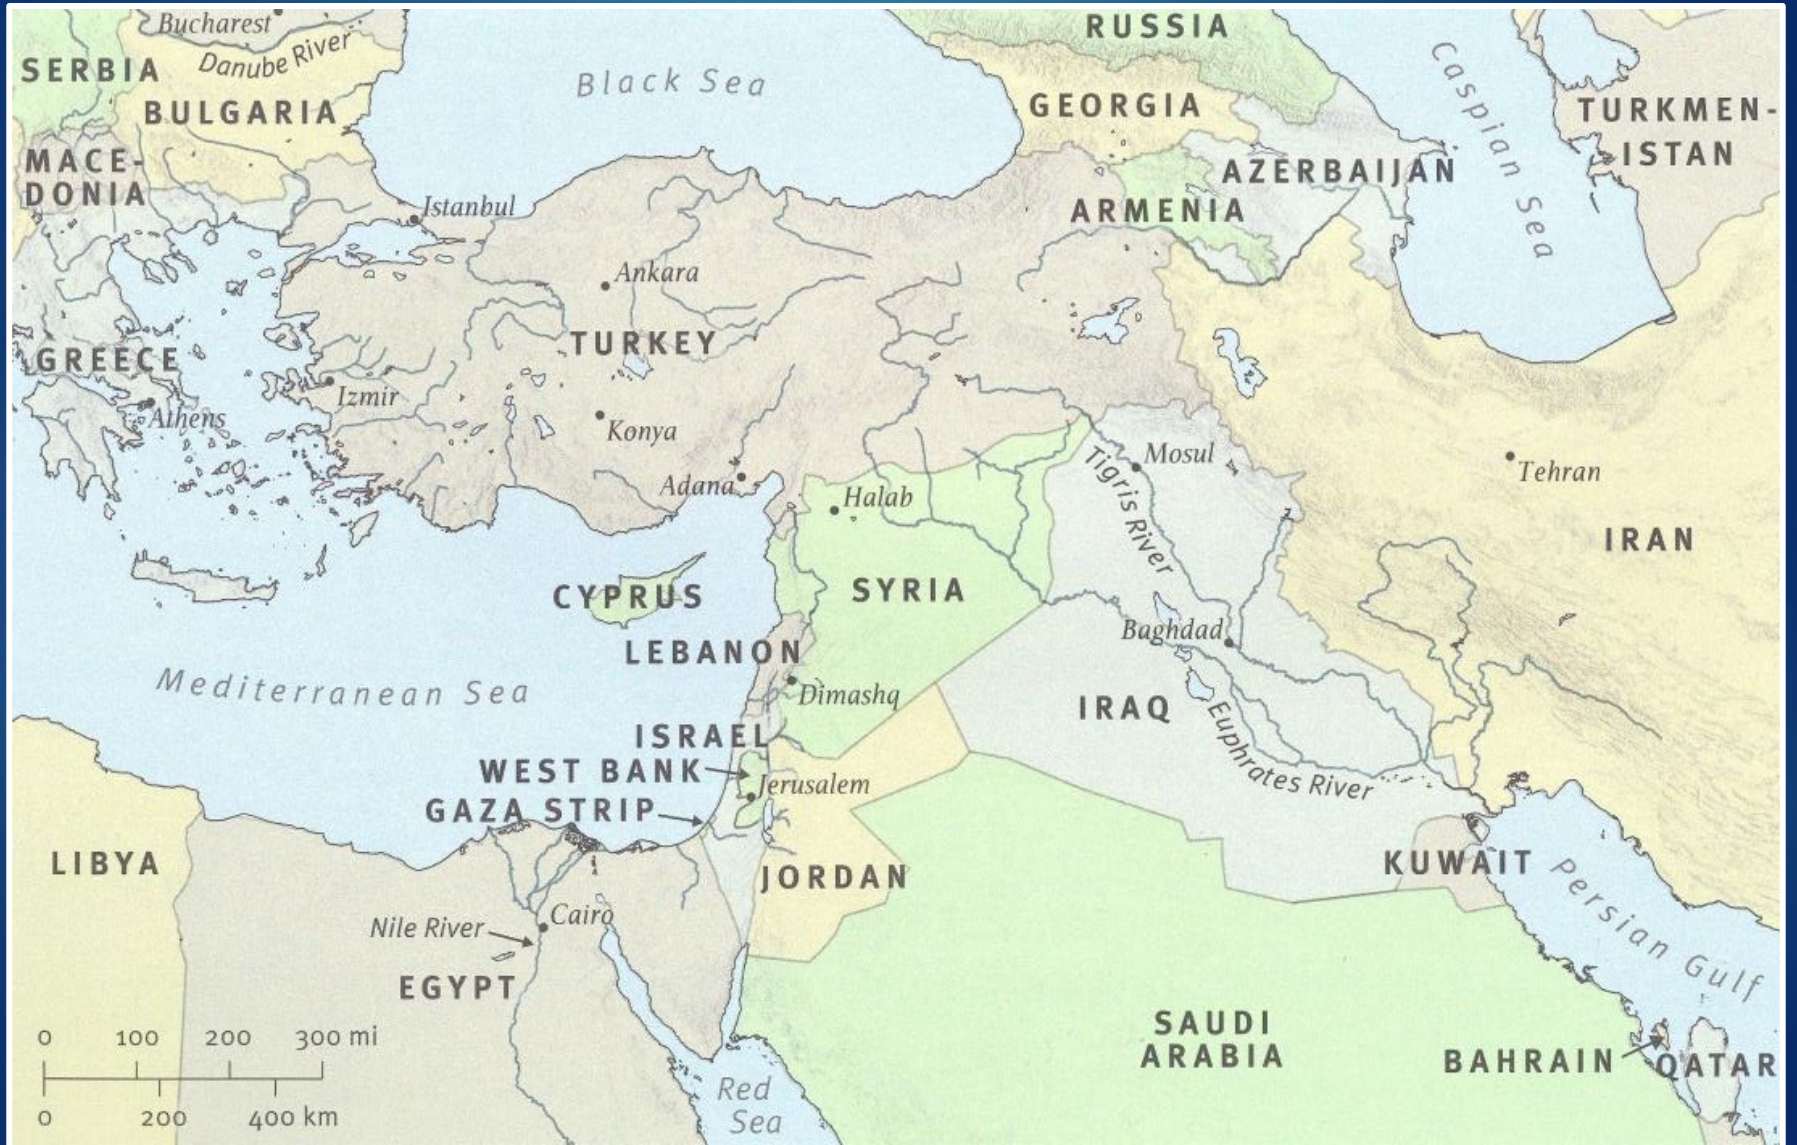 Bucharest
RUSSIA
Danube River
SERBIA
Black Sea
Caspian Sea
BULGARIA
GEORGIA
TURKMEN-
ISTAN
MACE-
DONIA
AZERBAIJAN
Istanbul
ARMENIA
Ankara
TURKEY
GREECE
Izmir
Athens
Konya
Mosul
Tehran
Adana
Halab
Tigris River
IRAN
CYPRUS
SYRIA
Baghdad
LEBANON
Mediterranean Sea
Dimashq
IRAQ
Euphrates River
ISRAEL
WEST BANK
Jerusalem
GAZA STRIP
LIBYA
JORDAN
KUWAIT
Persian Gulf
Cairo
Nile River
EGYPT
SAUDI
ARABIA
BAHRAIN
QATAR
0 100 200 300 mi
0 200 400 km
Red
Sea